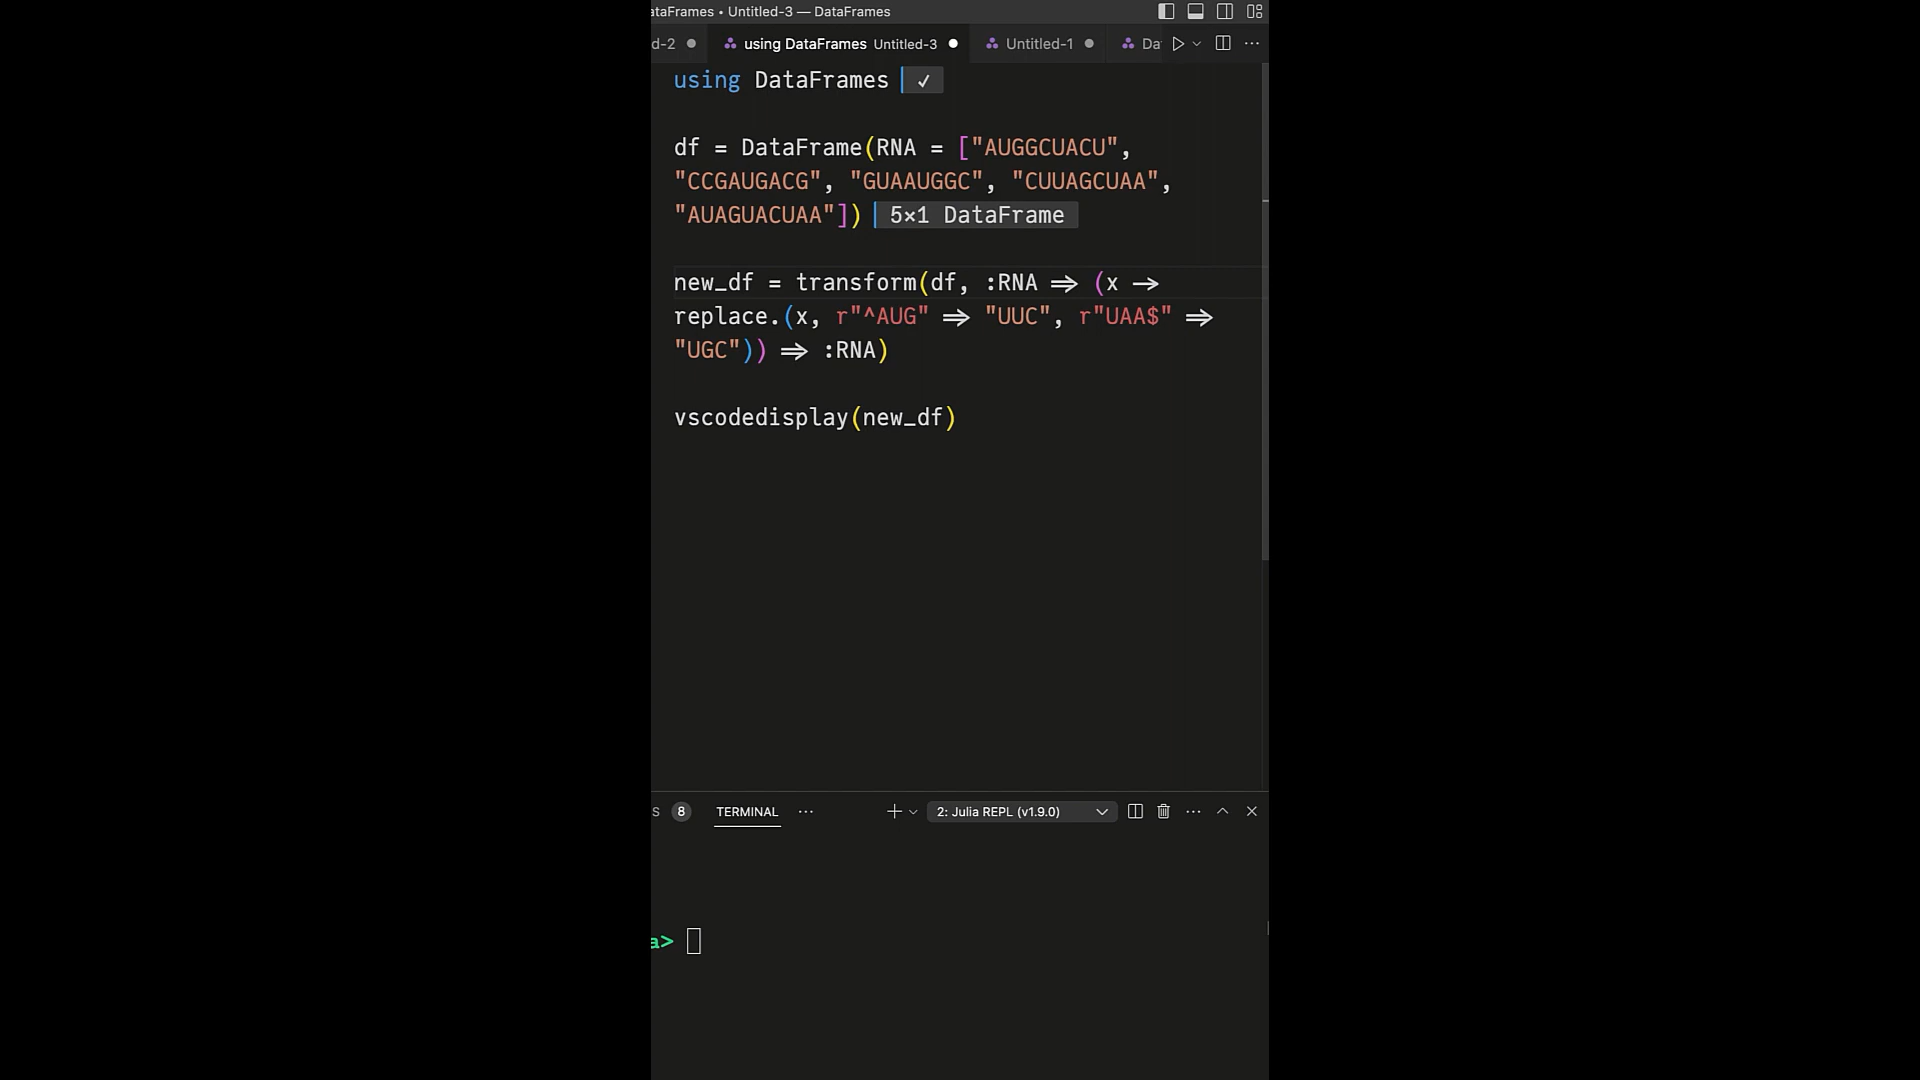 ataFrames • Untitled-3 — DataFrames
d-2 using DataFrames Untitled-3 Untitled-1 Da
using DataFrames ✓
df = DataFrame(RNA = ["AUGGCUACU",
"CCGAUGACG", "GUAAUGGC", "CUUAGCUAA",
"AUAGUACUAA"]) 5×1 DataFrame
new_df = transform(df, :RNA => (x ->
replace.(x, r"^AUG" => "UUC", r"UAA$" =>
"UGC")) => :RNA)
vscodedisplay(new_df)
S 8 TERMINAL ··· 2: Julia REPL (v1.9.0)
a>